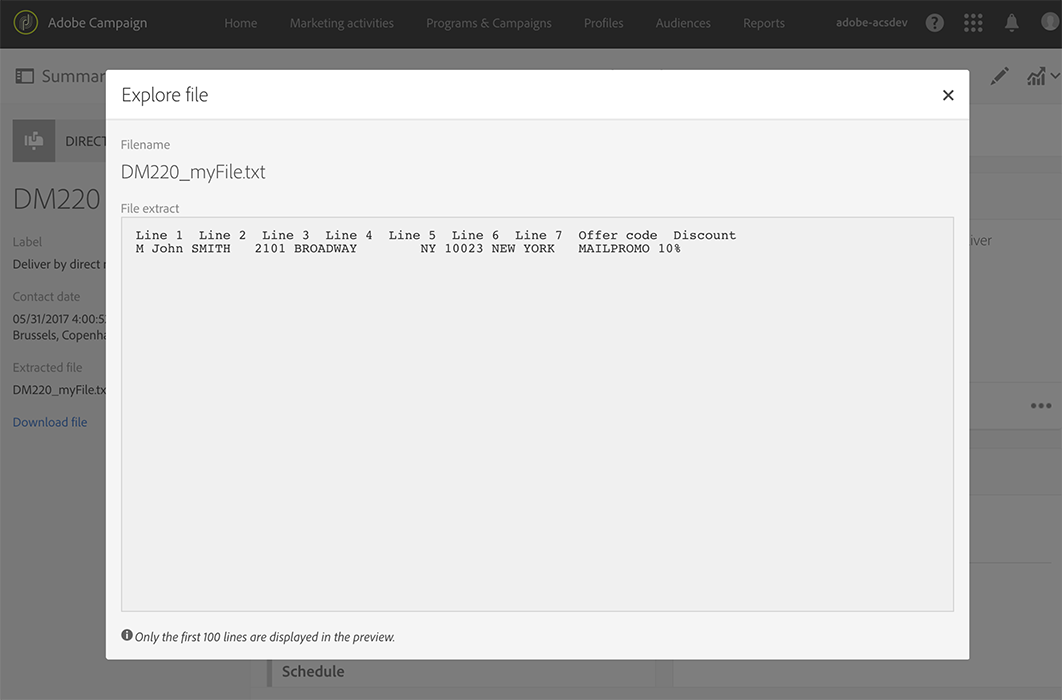 Adobe Campaign
Home Marketing activities Programs & Campaigns Profiles Audiences Reports adobe-acsdev
Summar
Explore file
Filename
DM220_myFile.txt
File extract
Line 1 Line 2 Line 3 Line 4 Line 5 Line 6 Line 7 Offer code Discount
M John SMITH 2101 BROADWAY NY 10023 NEW YORK MAILPROMO 10%
Only the first 100 lines are displayed in the preview.
DIRECT
DM220
Label
Deliver by direct
Contact date
05/31/2017 4:00:5
Brussels, Copenha
Extracted file
DM220_myFile.tx
Download file
iver
Schedule